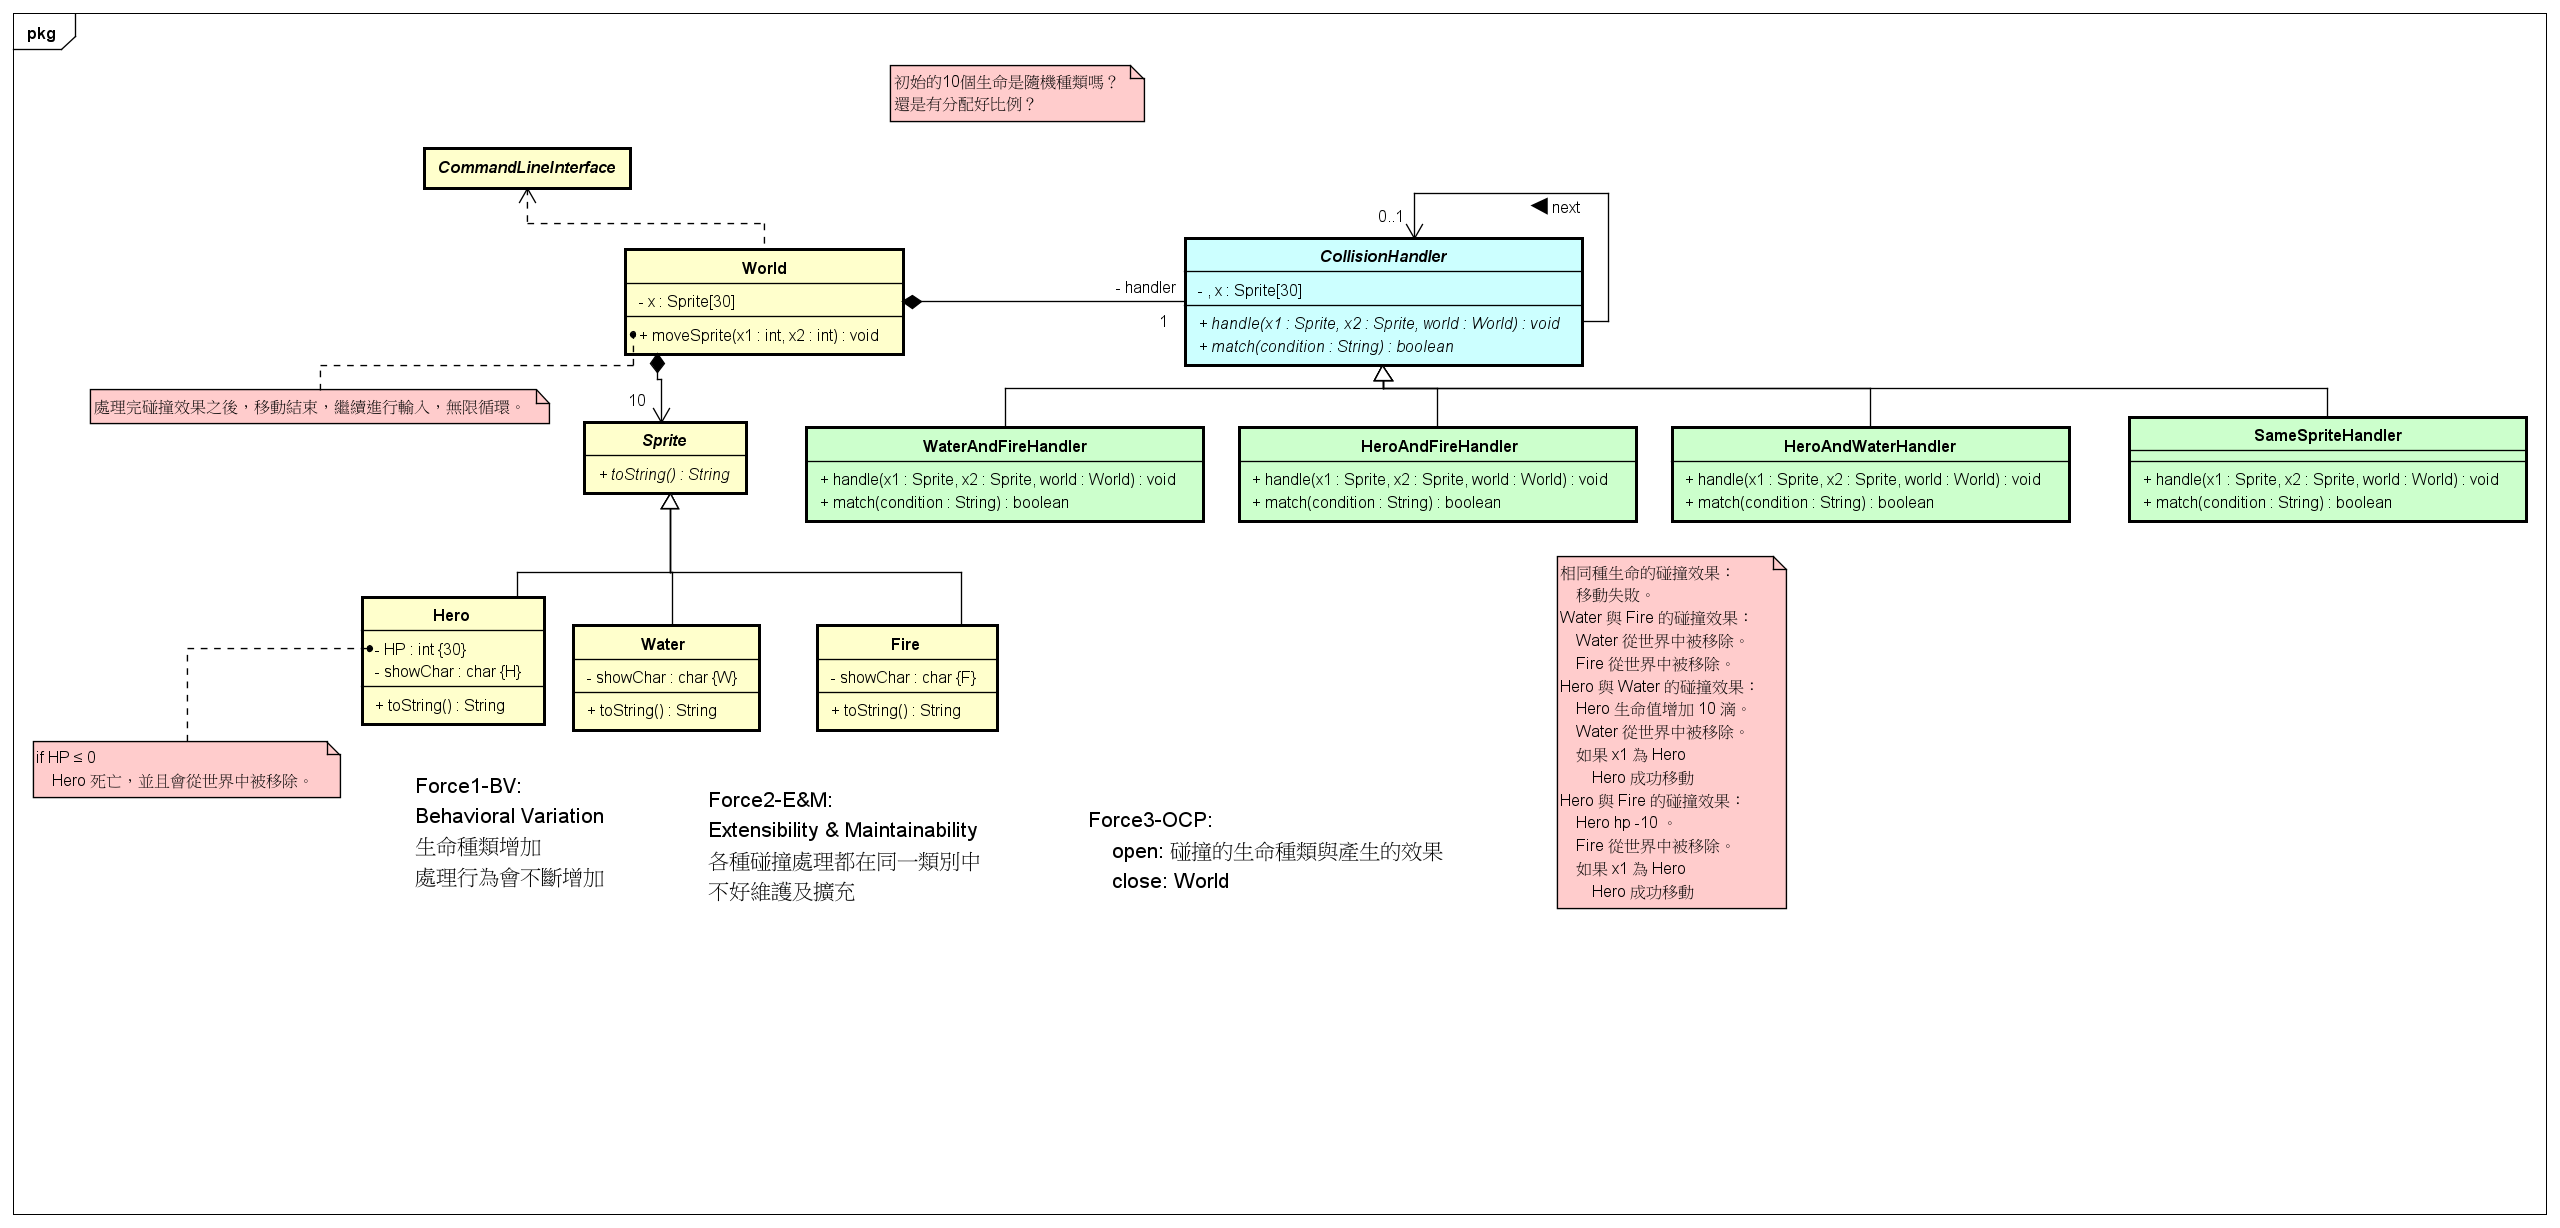 pkg
初始的10個生命是隨機種類嗎？
還是有分配好比例？
CommandLineInterface
next
0..1
World
- x : Sprite[30]
+ moveSprite(x1 : int, x2 : int) : void
- handler
1
CollisionHandler
- , x : Sprite[30]
+ handle(x1 : Sprite, x2 : Sprite, world : World) : void
+ match(condition : String) : boolean
處理完碰撞效果之後，移動結束，繼續進行輸入，無限循環。
10
Sprite
+ toString() : String
WaterAndFireHandler
+ handle(x1 : Sprite, x2 : Sprite, world : World) : void
+ match(condition : String) : boolean
HeroAndFireHandler
+ handle(x1 : Sprite, x2 : Sprite, world : World) : void
+ match(condition : String) : boolean
HeroAndWaterHandler
+ handle(x1 : Sprite, x2 : Sprite, world : World) : void
+ match(condition : String) : boolean
SameSpriteHandler
+ handle(x1 : Sprite, x2 : Sprite, world : World) : void
+ match(condition : String) : boolean
Hero
- HP : int {30}
- showChar : char {H}
+ toString() : String
Water
- showChar : char {W}
+ toString() : String
Fire
- showChar : char {F}
+ toString() : String
if HP ≤ 0
Hero 死亡，並且會從世界中被移除。
Force1-BV:
Behavioral Variation
生命種類增加
處理行為會不斷增加
Force2-E&M:
Extensibility & Maintainability
各種碰撞處理都在同一類別中
不好維護及擴充
Force3-OCP:
open: 碰撞的生命種類與產生的效果
close: World
相同種生命的碰撞效果：
移動失敗。
Water 與 Fire 的碰撞效果：
Water 從世界中被移除。
Fire 從世界中被移除。
Hero 與 Water 的碰撞效果：
Hero 生命值增加 10 滴。
Water 從世界中被移除。
如果 x1 為 Hero
Hero 成功移動
Hero 與 Fire 的碰撞效果：
Hero hp -10 。
Fire 從世界中被移除。
如果 x1 為 Hero
Hero 成功移動